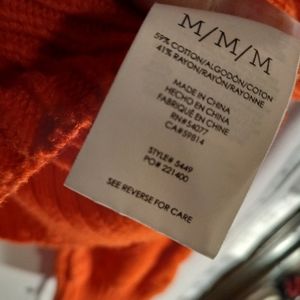 M/M/M
59% COTTON/ALGODÓN/COTON
41% RAYON/RAYÓN/RAYONNE
MADE IN CHINA
HECHO EN CHINA
FABRIQUÉ EN CHINE
RN#54077
CA#59814
STYLE# 5449
PO# 221400
SEE REVERSE FOR CARE